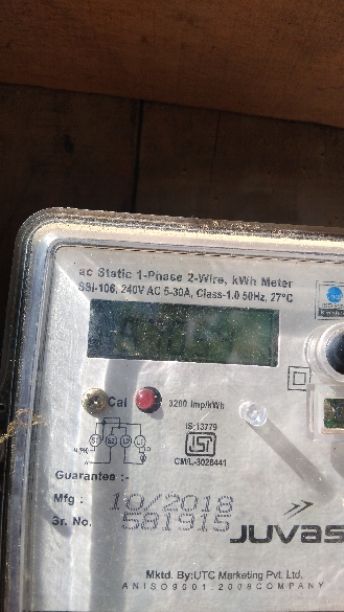 ac Static 1-Phase 2-Wire, kWh Meter
SSI-106, 240V AC 5-30A, Class-1.0 50Hz, 27°C
Cal 3200 imp/kWh
IS-13779
ISI
CM/L-3028441
Guarantee :-
Mfg : 10/2018
Sr. No. 581915
JUVAS
Mktd. By:UTC Marketing Pvt. Ltd.
AN ISO 9001:2008 COMPANY